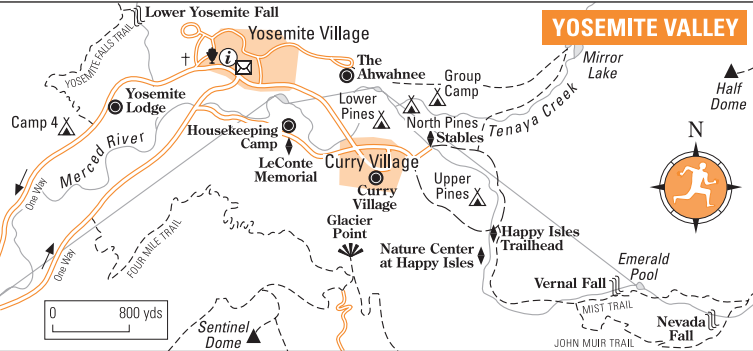 YOSEMITE VALLEY
Lower Yosemite Fall
YOSEMITE FALLS TRAIL
Yosemite Village
i
The
Ahwahnee
Group
Camp
Mirror
Lake
Half
Dome
Yosemite
Lodge
Camp 4
Lower
Pines
North Pines
Stables
Tenaya Creek
N
Merced River
Housekeeping
Camp
LeConte
Memorial
Curry Village
Curry
Village
Upper
Pines
One Way
One Way
FOUR MILE TRAIL
Glacier
Point
Nature Center
at Happy Isles
Happy Isles
Trailhead
Emerald
Pool
Vernal Fall
MIST TRAIL
Nevada
Fall
JOHN MUIR TRAIL
0 800 yds
Sentinel
Dome